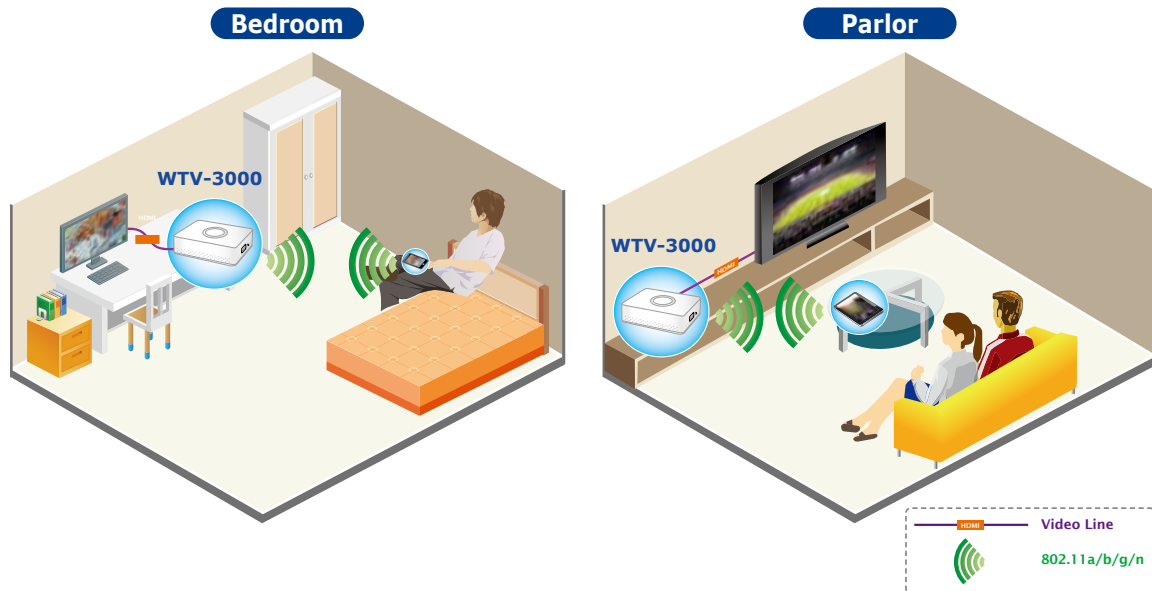 Bedroom
Parlor
WTV-3000
HDMI
WTV-3000
HDMI
HDMI
Video Line
802.11a/b/g/n